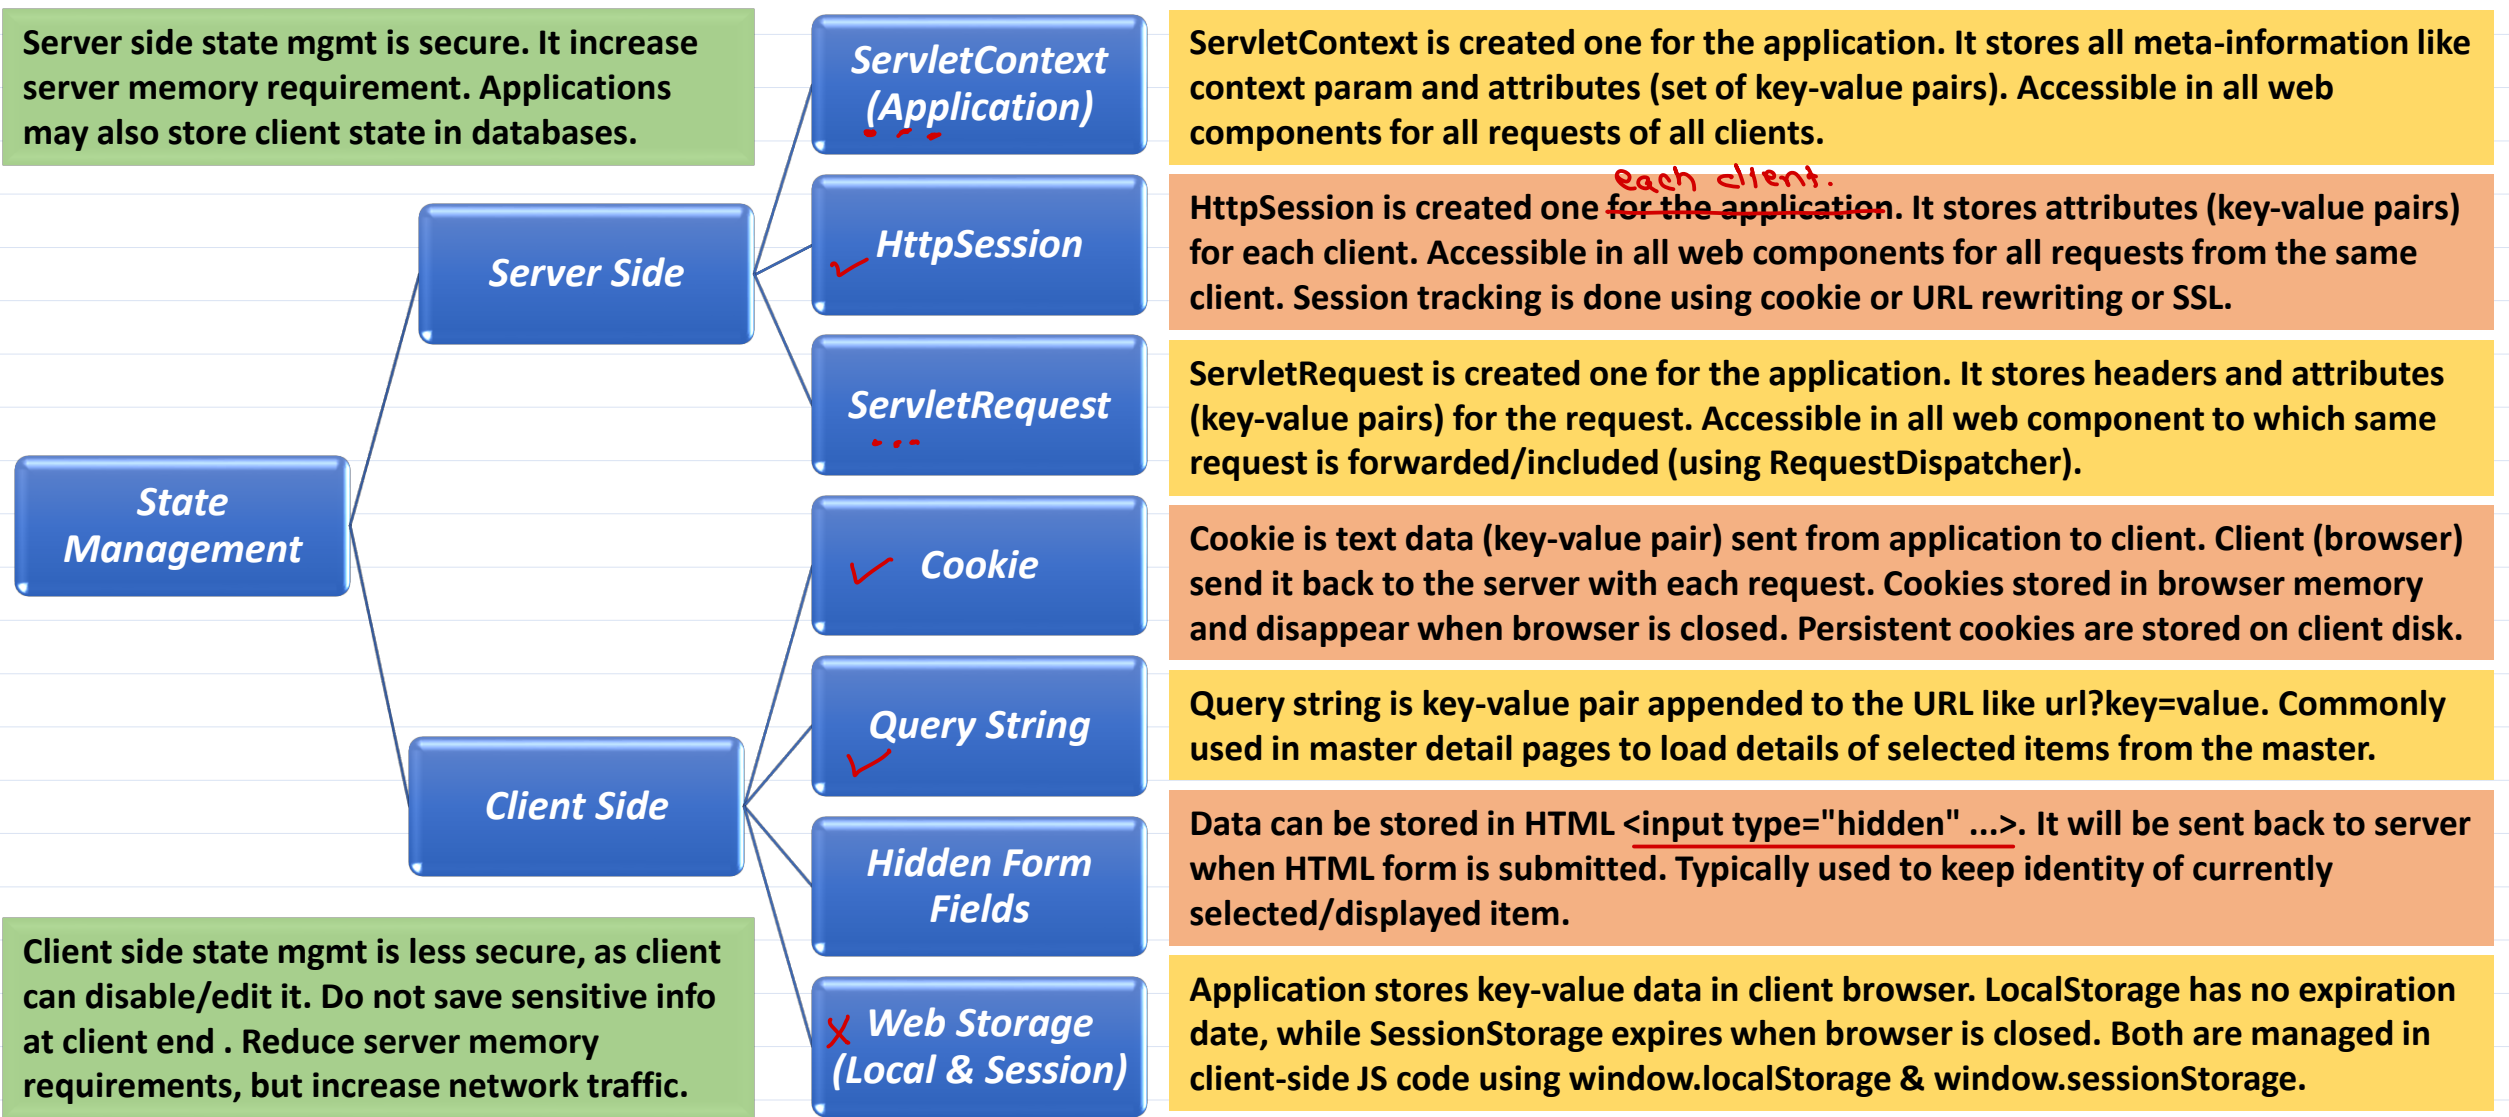 Server side state mgmt is secure. It increase
server memory requirement. Applications
may also store client state in databases.
ServletContext
(Application)
ServletContext is created one for the application. It stores all meta-information like
context param and attributes (set of key-value pairs). Accessible in all web
components for all requests of all clients.
Server Side
HttpSession
each client.
HttpSession is created one for the application. It stores attributes (key-value pairs)
for each client. Accessible in all web components for all requests from the same
client. Session tracking is done using cookie or URL rewriting or SSL.
ServletRequest
ServletRequest is created one for the application. It stores headers and attributes
(key-value pairs) for the request. Accessible in all web component to which same
request is forwarded/included (using RequestDispatcher).
State
Management
Cookie
Cookie is text data (key-value pair) sent from application to client. Client (browser)
send it back to the server with each request. Cookies stored in browser memory
and disappear when browser is closed. Persistent cookies are stored on client disk.
Query String
Query string is key-value pair appended to the URL like url?key=value. Commonly
used in master detail pages to load details of selected items from the master.
Client Side
Hidden Form
Fields
Data can be stored in HTML <input type="hidden" ...>. It will be sent back to server
when HTML form is submitted. Typically used to keep identity of currently
selected/displayed item.
Client side state mgmt is less secure, as client
can disable/edit it. Do not save sensitive info
at client end . Reduce server memory
requirements, but increase network traffic.
Web Storage
(Local & Session)
Application stores key-value data in client browser. LocalStorage has no expiration
date, while SessionStorage expires when browser is closed. Both are managed in
client-side JS code using window.localStorage & window.sessionStorage.